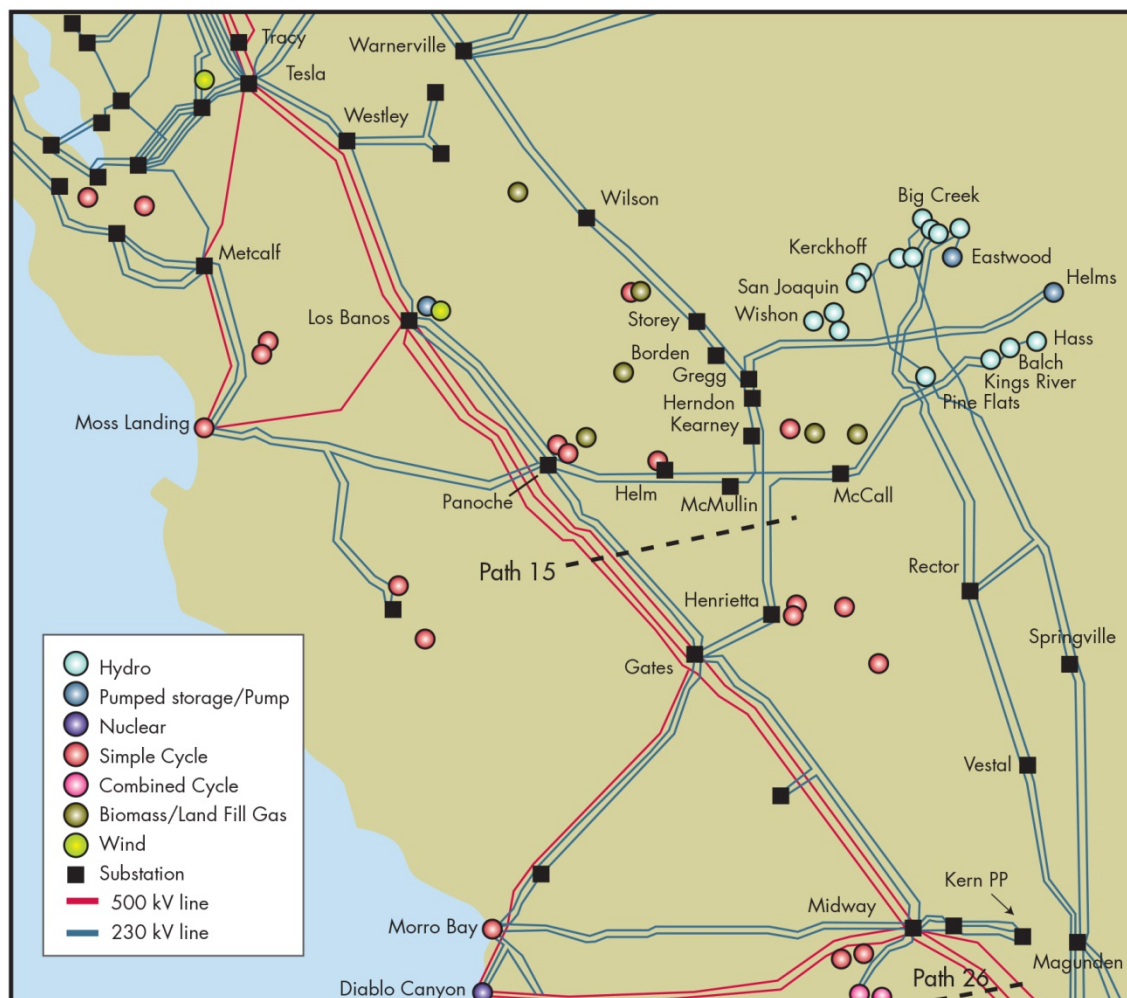 Tracy
Warnerville
Tesla
Westley
Wilson
Big Creek
Metcalf
Kerckhoff
Eastwood
San Joaquin
Helms
Los Banos
Storey
Wishon
Borden
Hass
Gregg
Balch
Kings River
Herndon
Pine Flats
Moss Landing
Kearney
Panoche
Helm
McMullin
McCall
Path 15
Rector
Henrietta
Springville
Gates
Hydro
Pumped storage/Pump
Nuclear
Simple Cycle
Combined Cycle
Biomass/Land Fill Gas
Wind
Substation
500 kV line
230 kV line
Vestal
Kern PP
Midway
Morro Bay
Magunden
Path 26
Diablo Canyon